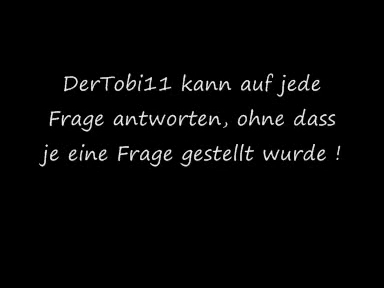 DerTobi11 kann auf jede
Frage antworten, ohne dass
je eine Frage gestellt wurde !